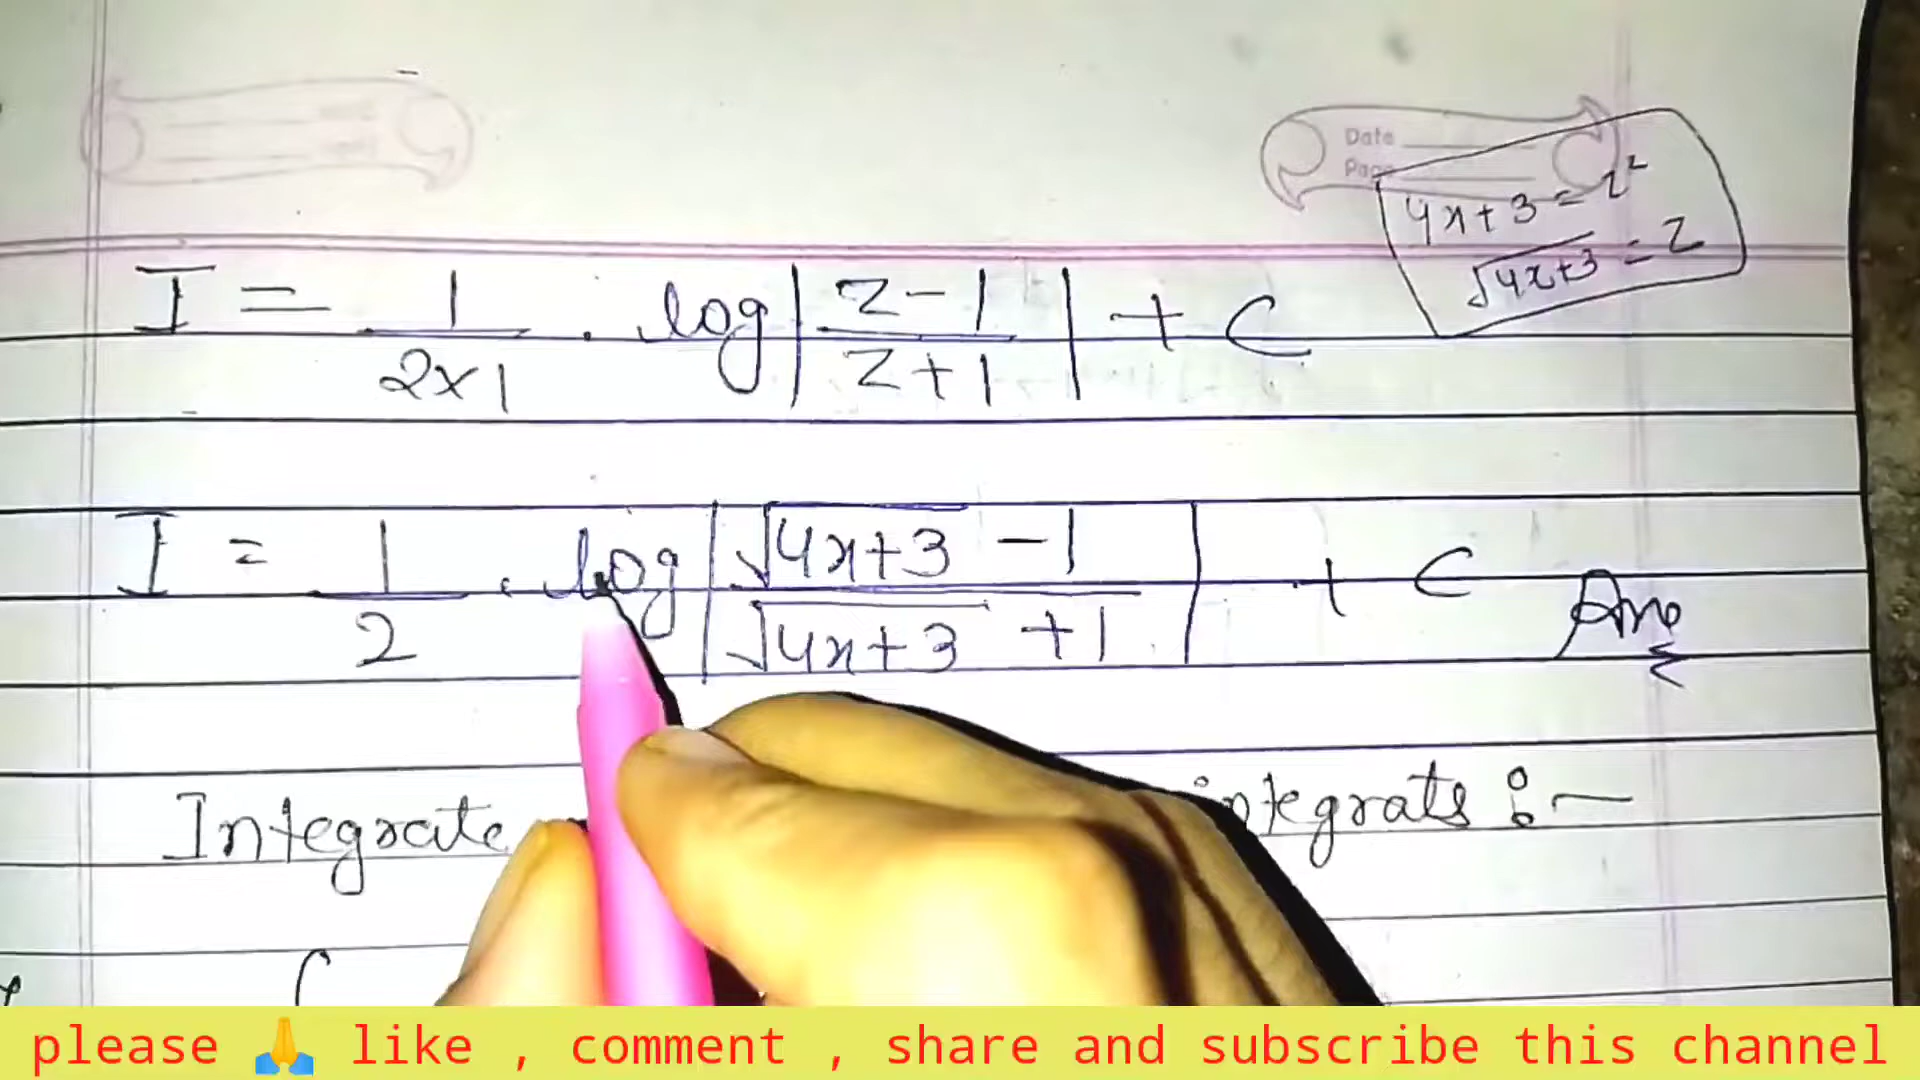 Date
Page
4x+3 = z²
√4x+3 = z
I = 1/2×1 . log |z-1/z+1| + C
I = 1/2 . log |√4x+3 -1/√4x+3 +1| + C Ans
Integrate integrats :-
∫
please 🙏 like , comment , share and subscribe this channel